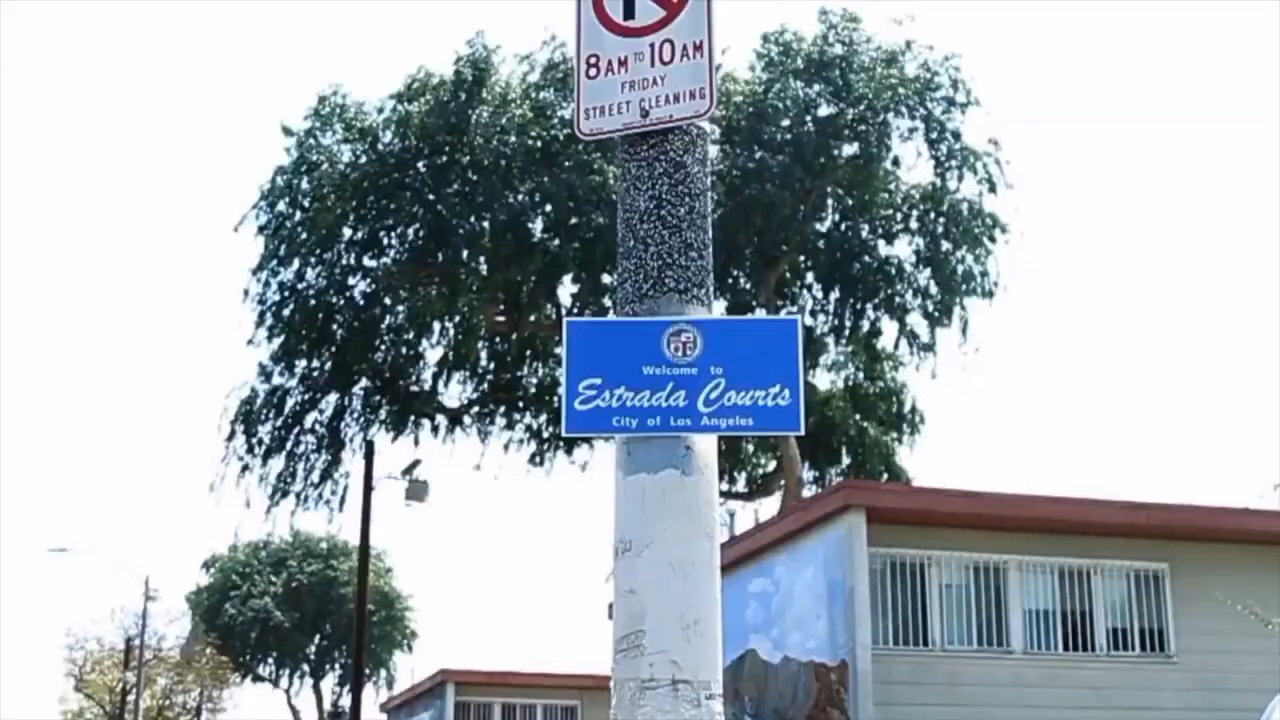 8AM TO 10AM
FRIDAY
STREET CLEANING
Welcome to
Estrada Courts
City of Los Angeles